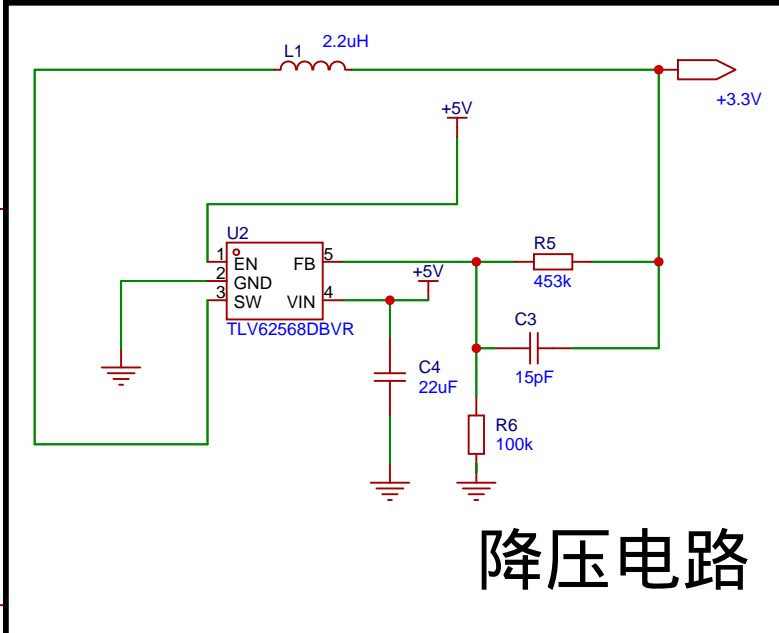 L1
2.2uH
+3.3V
+5V
U2
1
EN
FB
5
2
GND
3
SW
VIN
4
TLV62568DBVR
+5V
R5
453k
C3
15pF
C4
22uF
R6
100k
降压电路